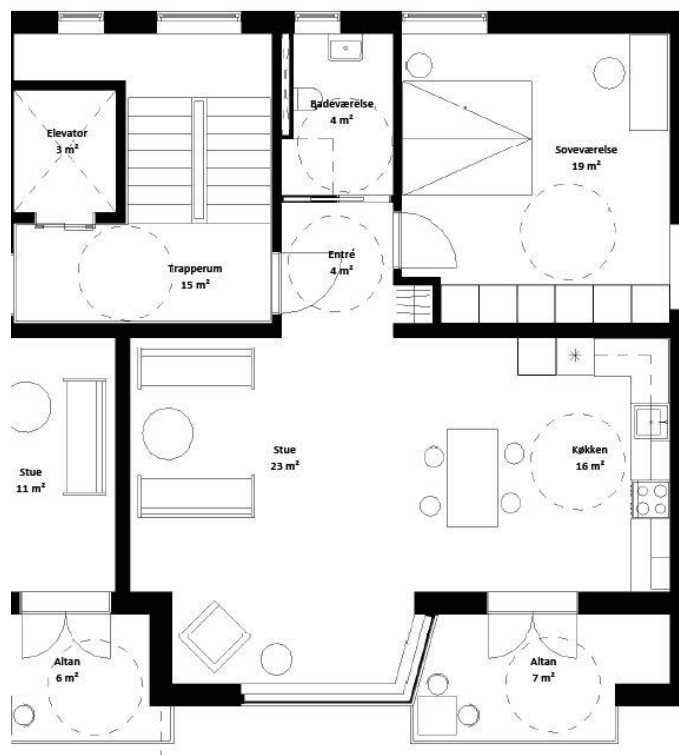 Badeværelse
4 m²
Elevator
3 m²
Soveværelse
19 m²
Entré
4 m²
Trapperum
15 m²
Stue
23 m²
Køkken
16 m²
Stue
11 m²
Altan
6 m²
Altan
7 m²